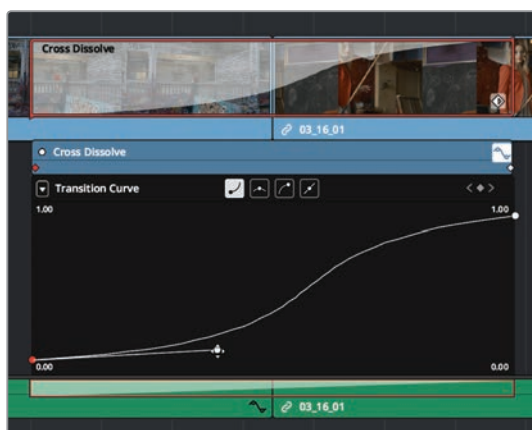 Cross Dissolve
03_16_01
Cross Dissolve
Transition Curve
1.00 1.00
0.00 0.00
03_16_01